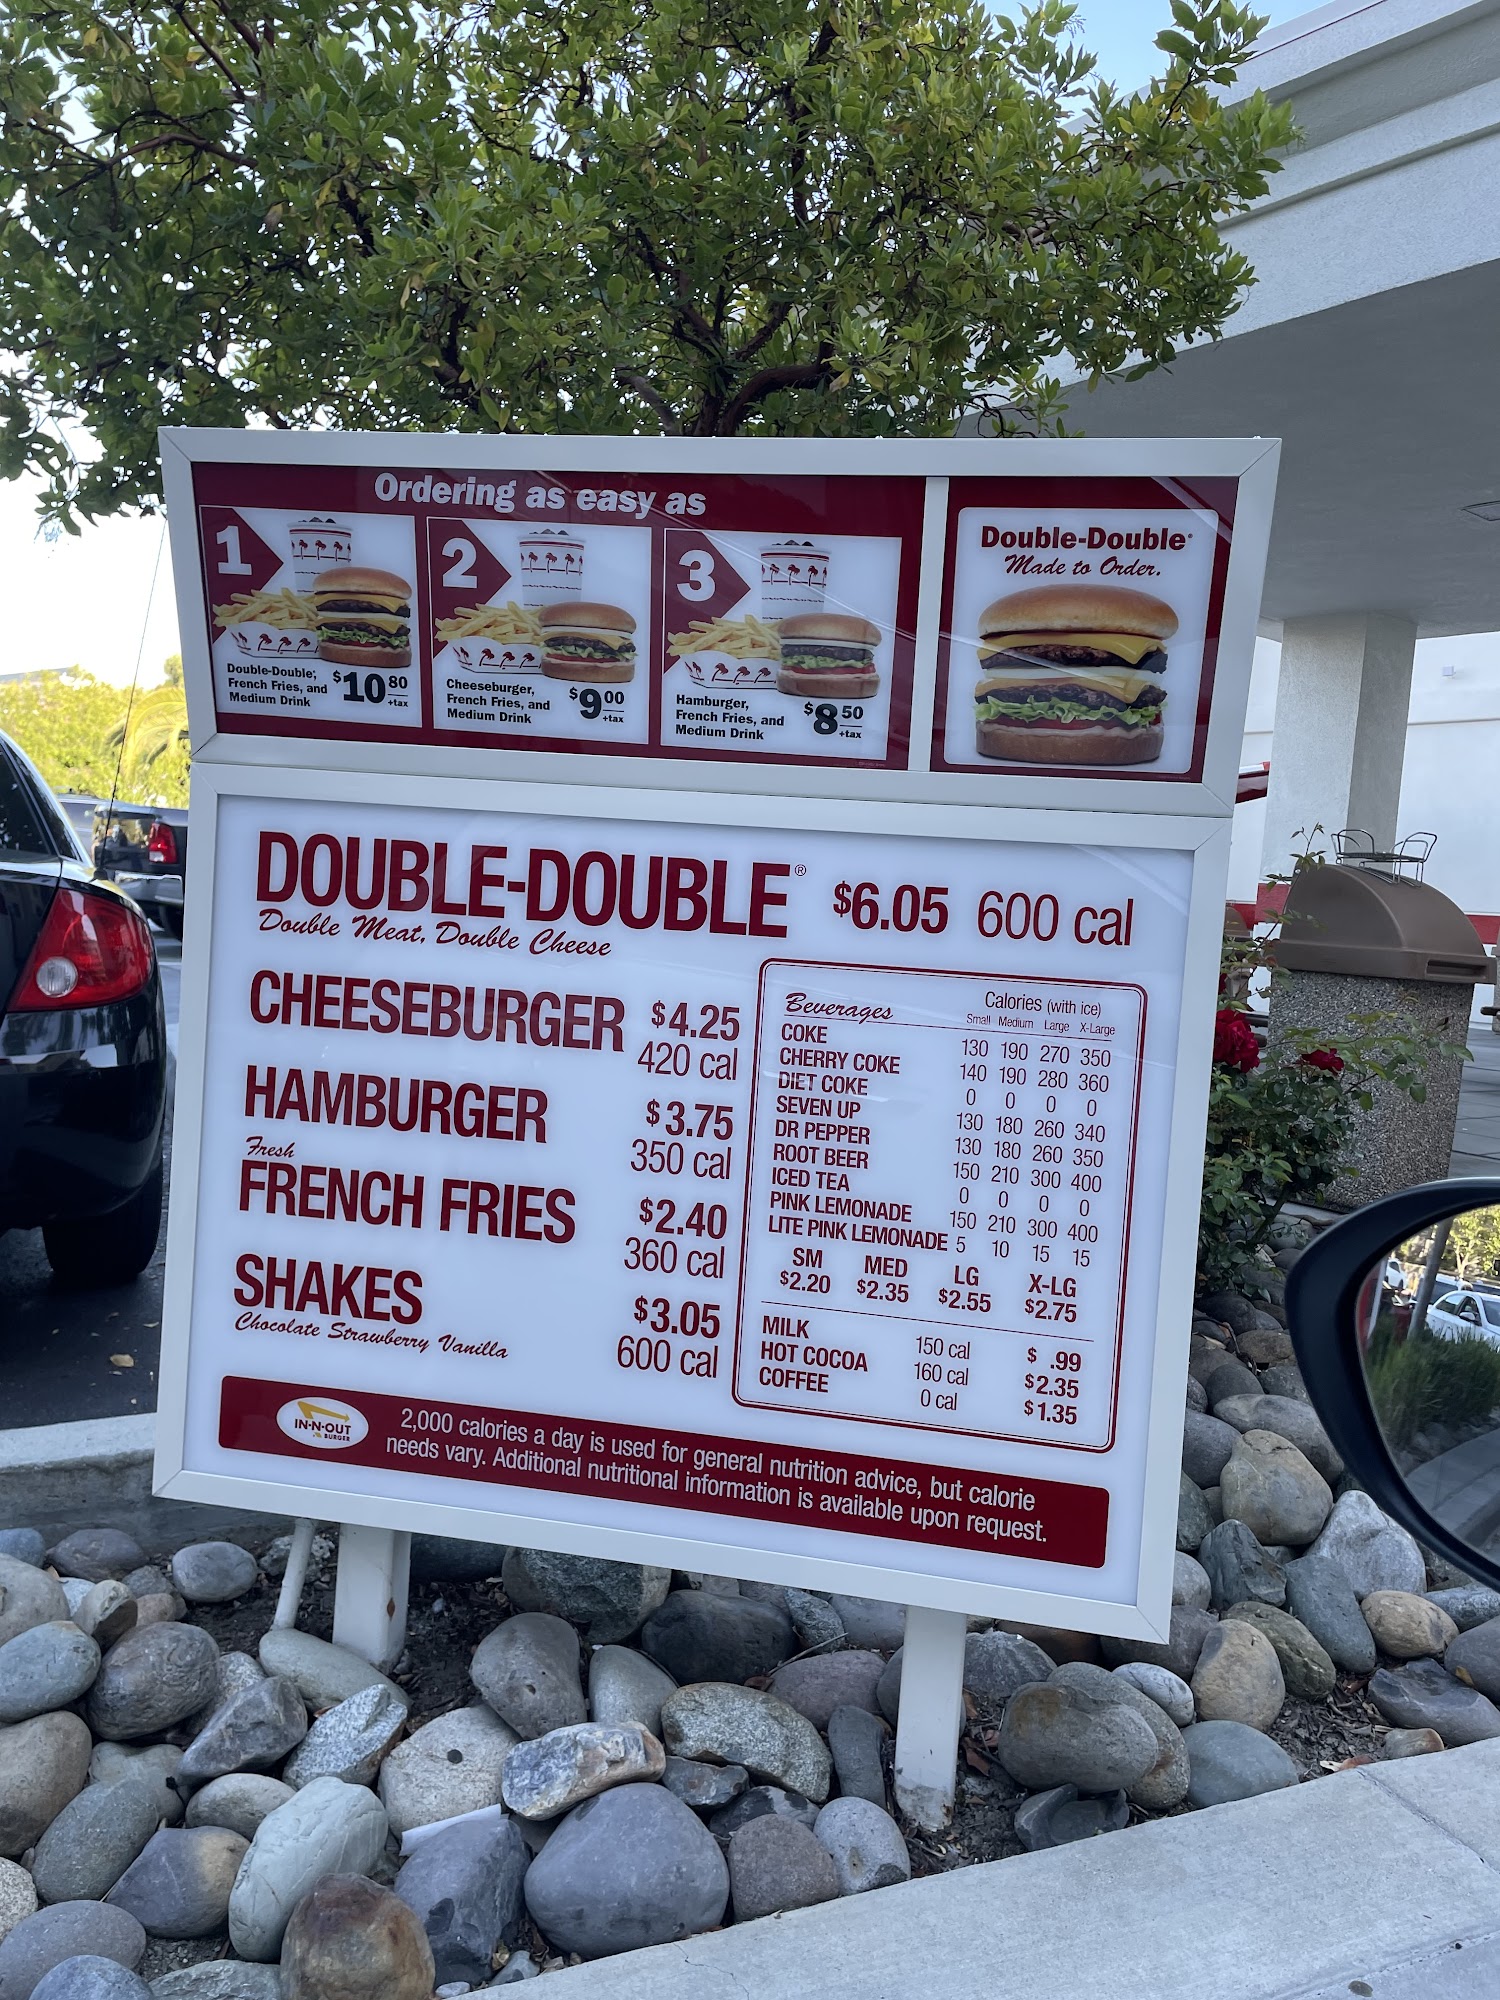 Ordering as easy as
1
Double-Double,®
French Fries, and
Medium Drink
$10 80
+tax
2
Cheeseburger,
French Fries, and
Medium Drink
$9 00
+tax
3
Hamburger,
French Fries, and
Medium Drink
$8 50
+tax
Double-Double®
Made to Order.
DOUBLE-DOUBLE® $6.05 600 cal
Double Meat, Double Cheese
CHEESEBURGER $4.25
420 cal
HAMBURGER $3.75
350 cal
Fresh
FRENCH FRIES $2.40
360 cal
SHAKES $3.05
Chocolate Strawberry Vanilla 600 cal
Beverages Calories (with ice)
Small Medium Large X-Large
COKE 130 190 270 350
CHERRY COKE 140 190 280 360
DIET COKE 0 0 0 0
SEVEN UP 130 180 260 340
DR PEPPER 130 180 260 350
ROOT BEER 150 210 300 400
ICED TEA 0 0 0 0
PINK LEMONADE 150 210 300 400
LITE PINK LEMONADE 5 10 15 15
SM MED LG X-LG
$2.20 $2.35 $2.55 $2.75
MILK 150 cal $ .99
HOT COCOA 160 cal $2.35
COFFEE 0 cal $1.35
IN-N-OUT
BURGER
2,000 calories a day is used for general nutrition advice, but calorie
needs vary. Additional nutritional information is available upon request.